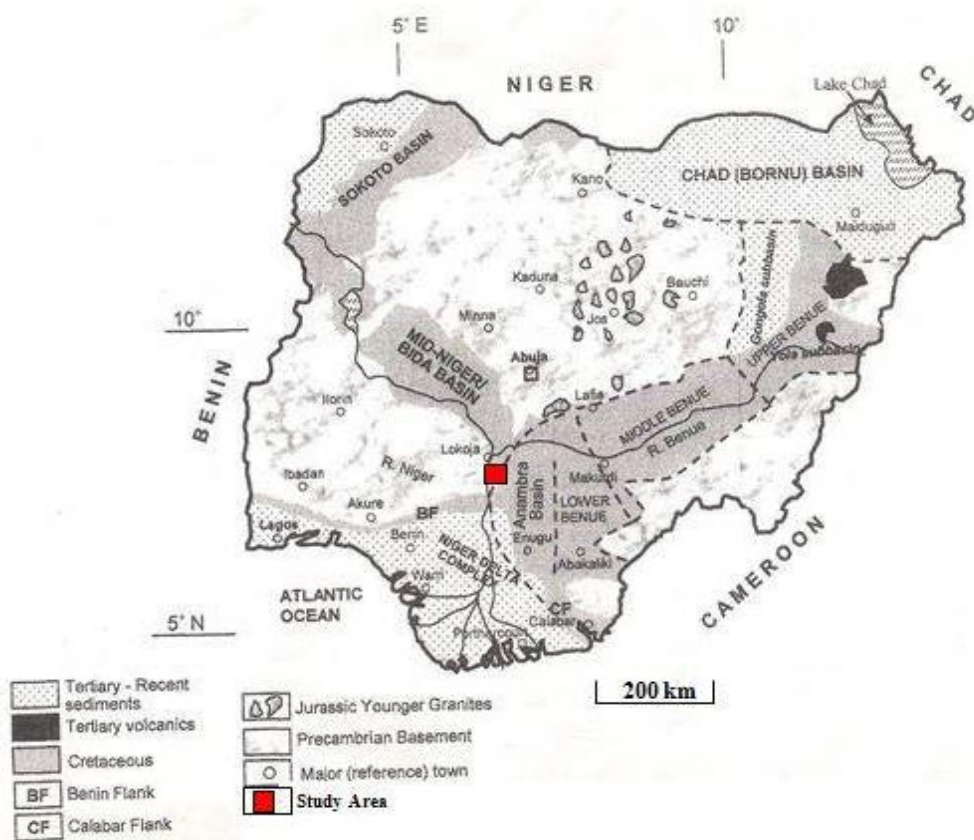 5° E
10°
NIGER
CHAD
Lake Chad
Sokoto
SOKOTO BASIN
Kano
CHAD (BORNU) BASIN
Maiduguri
Kaduna
Bauchi
Gongola subbasin
Jos
Minna
10°
UPPER BENUE
Yola subbasin
MID-NIGER/
BIDA BASIN
Abuja
BENIN
Ilorin
Lafia
MIDDLE BENUE
R. Benue
Lokoja
Makurdi
Ibadan
R. Niger
Anambra
Basin
LOWER
BENUE
Akure
BF
Lagos
Benin
Enugu
Abakaliki
NIGER DELTA
COMPLEX
Warri
CAMEROON
ATLANTIC
OCEAN
CF
Calabar
5° N
Portharcourt
200 km
Tertiary - Recent
sediments
Tertiary volcanics
Cretaceous
BF Benin Flank
CF Calabar Flank
Jurassic Younger Granites
Precambrian Basement
Major (reference) town
Study Area